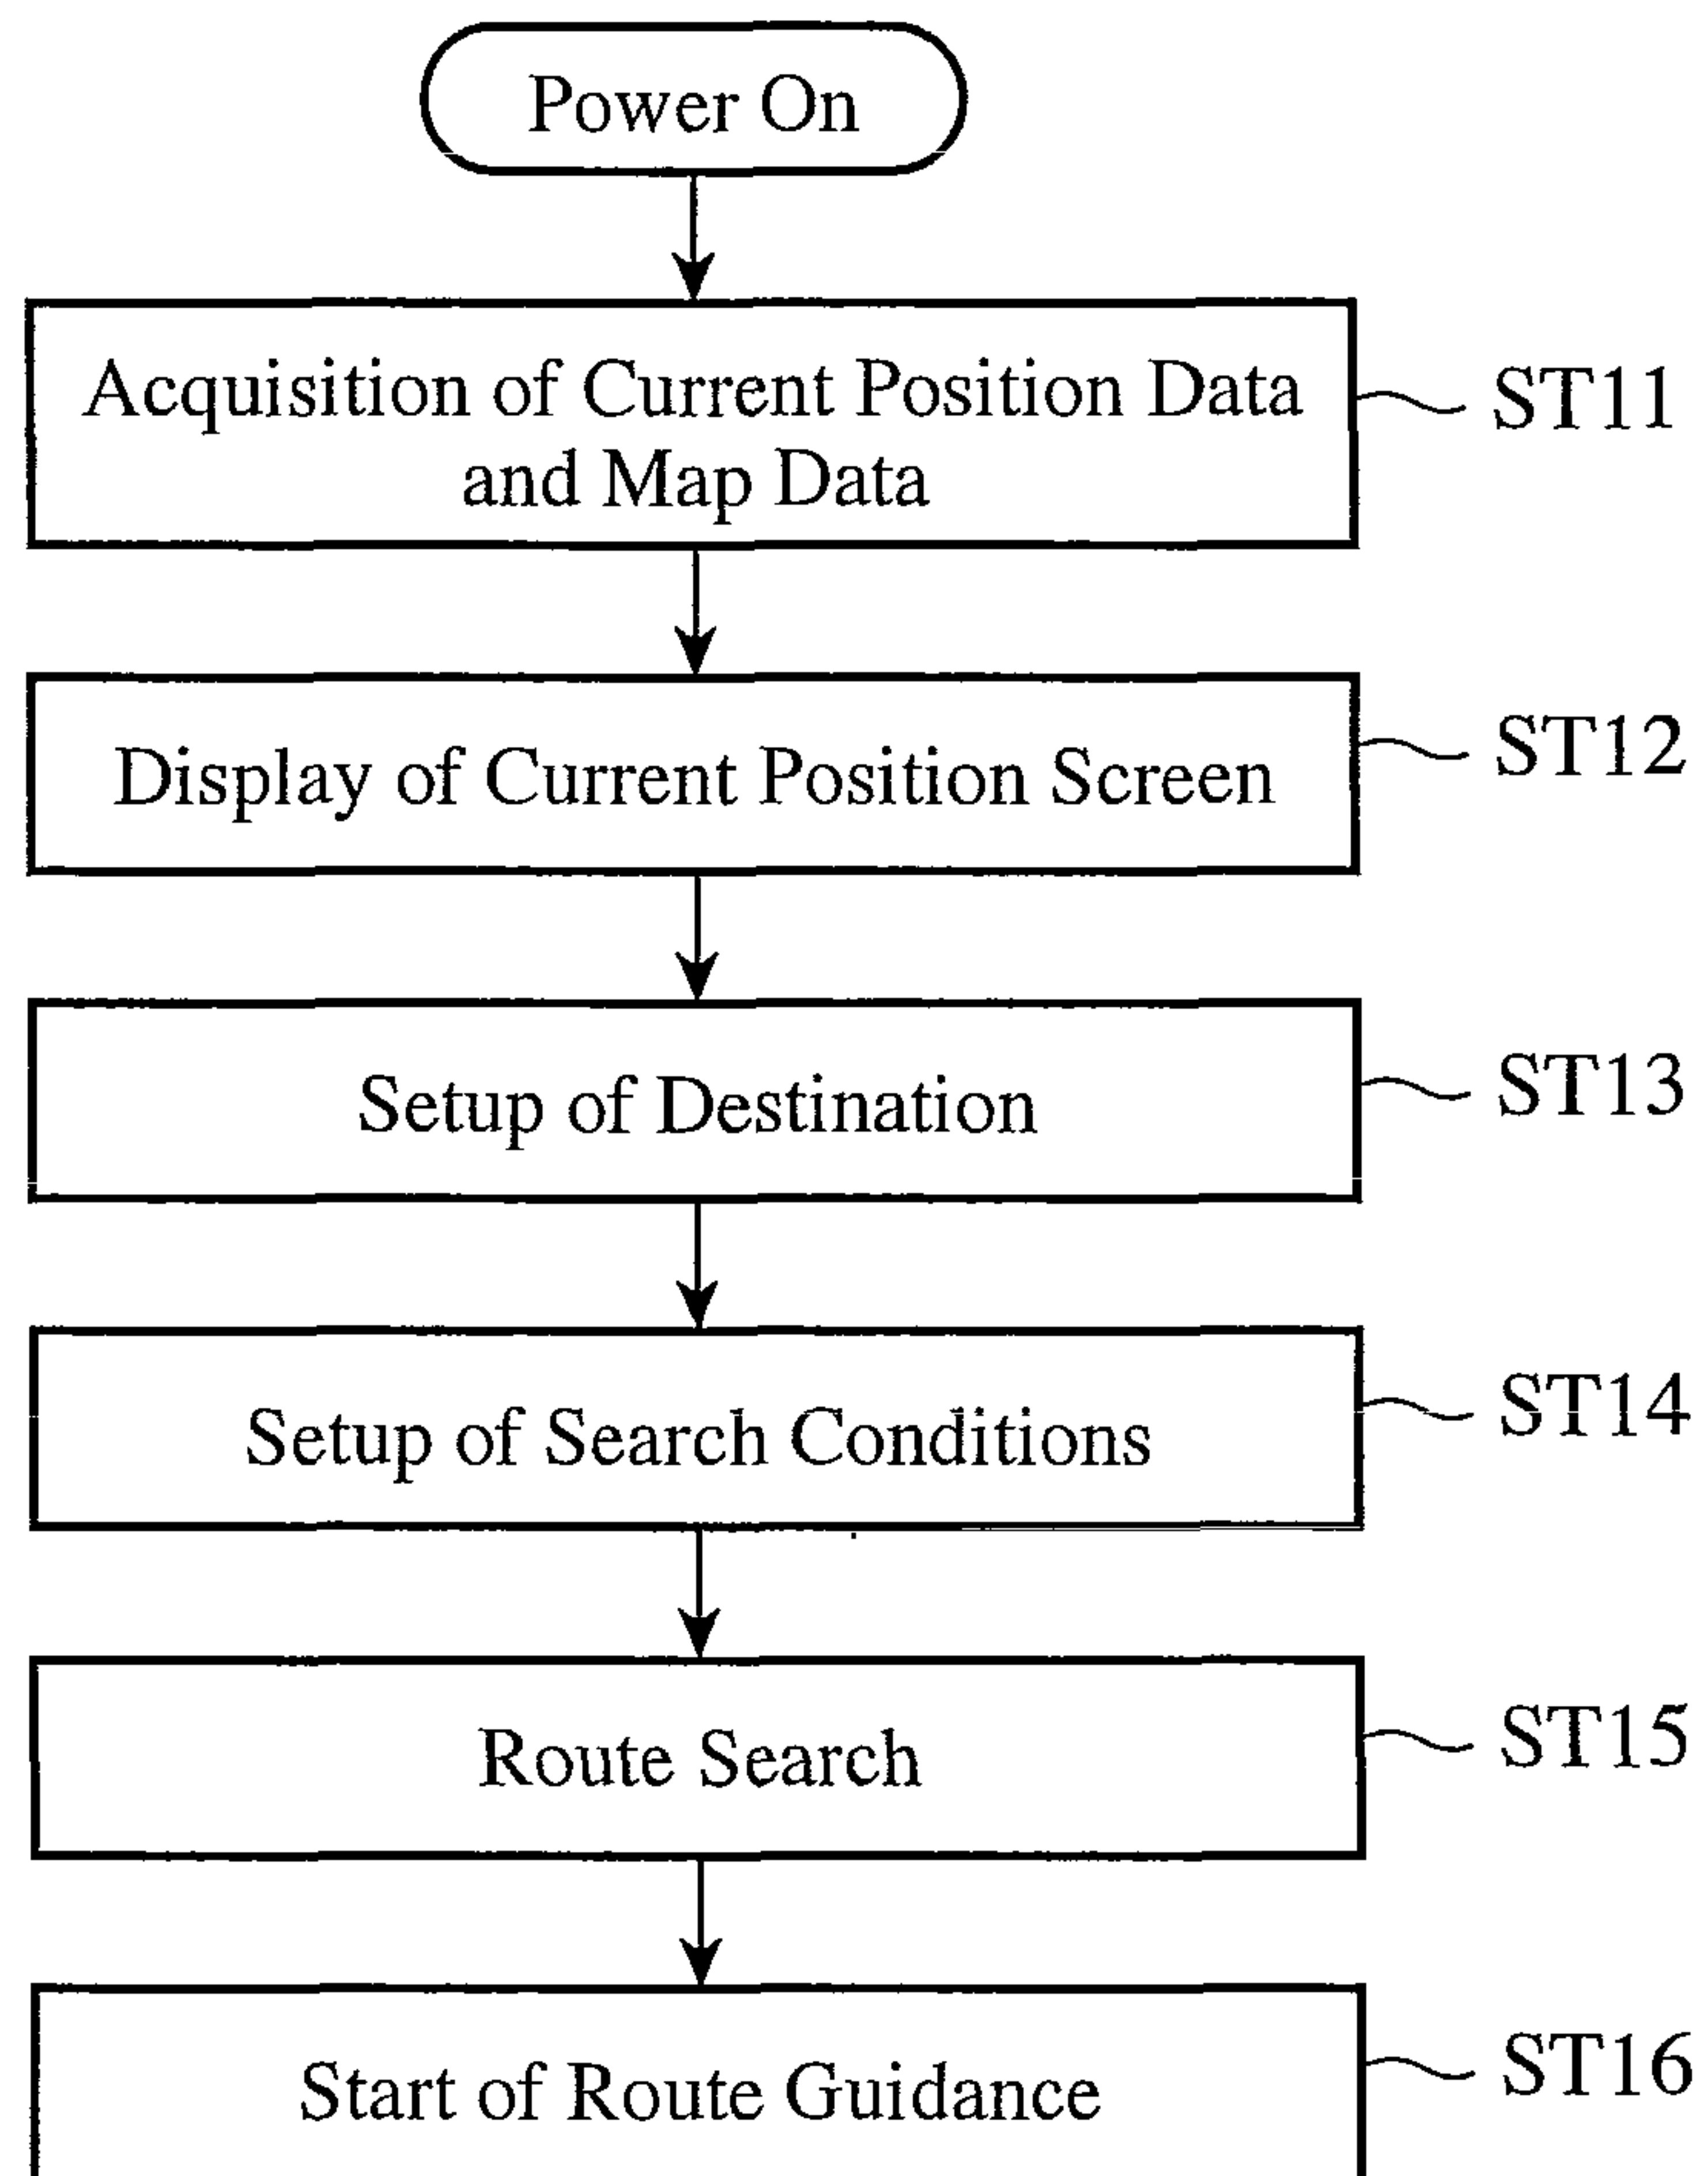 Power On
Acquisition of Current Position Data
and Map Data
ST11
Display of Current Position Screen
ST12
Setup of Destination
ST13
Setup of Search Conditions
ST14
Route Search
ST15
Start of Route Guidance
ST16